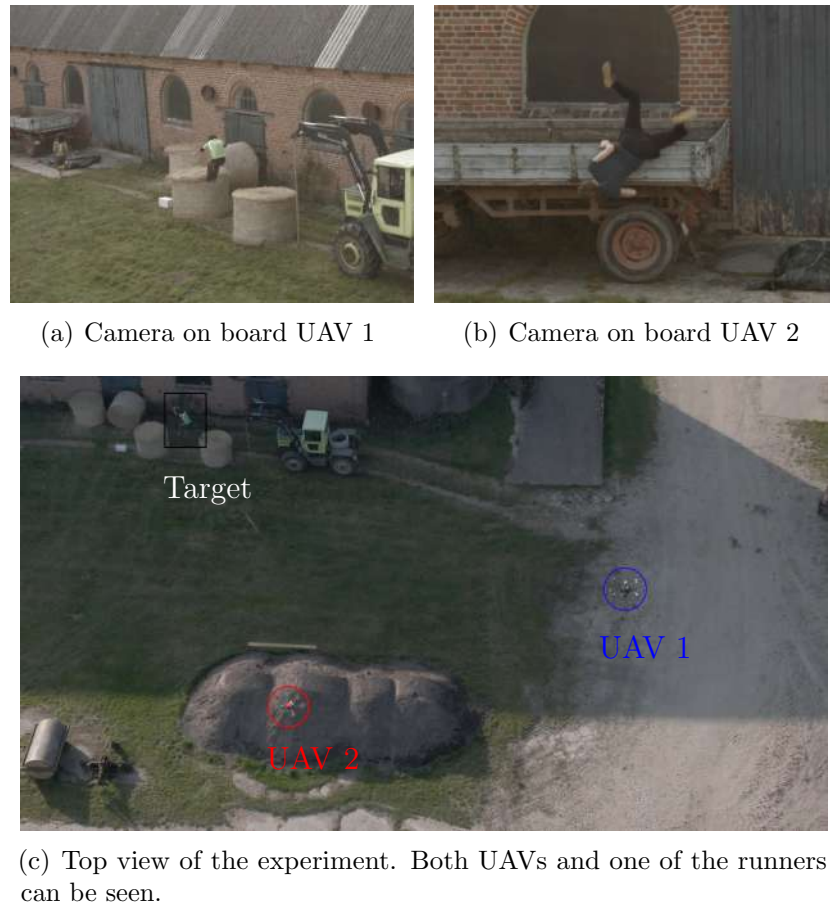 (a) Camera on board UAV 1
(b) Camera on board UAV 2
Target
UAV 1
UAV 2
(c) Top view of the experiment. Both UAVs and one of the runners
can be seen.